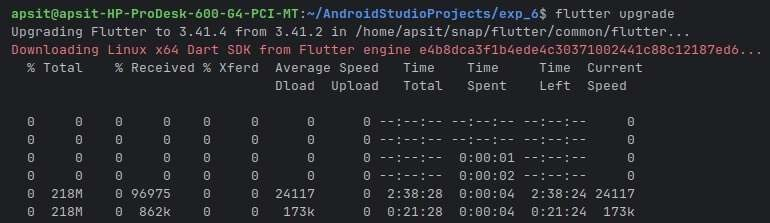 apsit@apsit-HP-ProDesk-600-G4-PCI-MT:~/AndroidStudioProjects/exp_6$ flutter upgrade
Upgrading Flutter to 3.41.4 from 3.41.2 in /home/apsit/snap/flutter/common/flutter...
Downloading Linux x64 Dart SDK from Flutter engine e4b8dca3f1b4ede4c30371002441c88c12187ed6...
  % Total    % Received % Xferd  Average Speed   Time    Time     Time  Current
                                 Dload  Upload   Total   Spent    Left  Speed
  0     0    0     0    0     0      0      0 --:--:-- --:--:-- --:--:--     0
  0     0    0     0    0     0      0      0 --:--:-- --:--:-- --:--:--     0
  0     0    0     0    0     0      0      0 --:--:--  0:00:01 --:--:--     0
  0     0    0     0    0     0      0      0 --:--:--  0:00:02 --:--:--     0
  0  218M    0 96975    0     0  24117      0  2:38:28  0:00:04  2:38:24 24117
  0  218M    0  862k    0     0   173k      0  0:21:28  0:00:04  0:21:24  173k